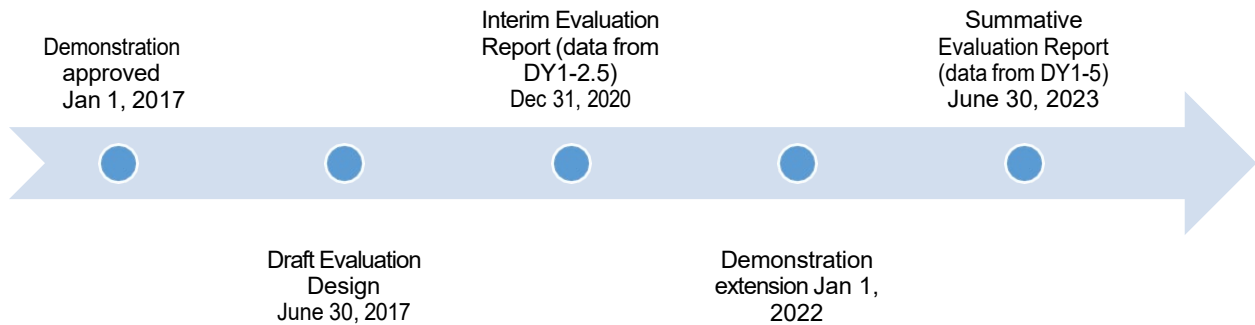 Demonstration
approved
Jan 1, 2017
Interim Evaluation
Report (data from
DY1-2.5)
Dec 31, 2020
Summative
Evaluation Report
(data from DY1-5)
June 30, 2023
Draft Evaluation
Design
June 30, 2017
Demonstration
extension Jan 1,
2022